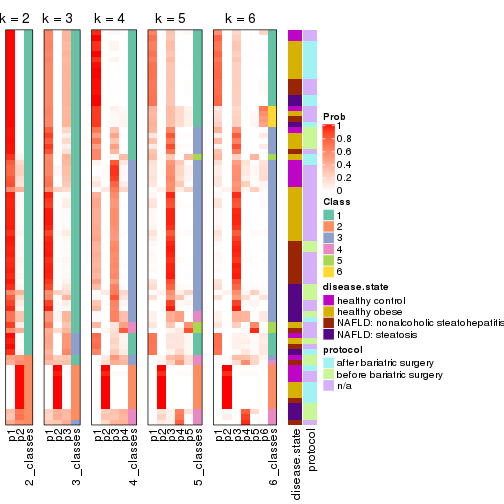 k = 2 k = 3 k = 4 k = 5 k = 6
p1 p2 2_classes p1 p2 p3 3_classes p1 p2 p3 p4 4_classes p1 p2 p3 p4 p5 5_classes p1 p2 p3 p4 p5 p6 6_classes disease.state protocol
Prob
1
0.8
0.6
0.4
0.2
0
Class
1
2
3
4
5
6
disease.state
healthy control
healthy obese
NAFLD: nonalcoholic steatohepatitis
NAFLD: steatosis
protocol
after bariatric surgery
before bariatric surgery
n/a